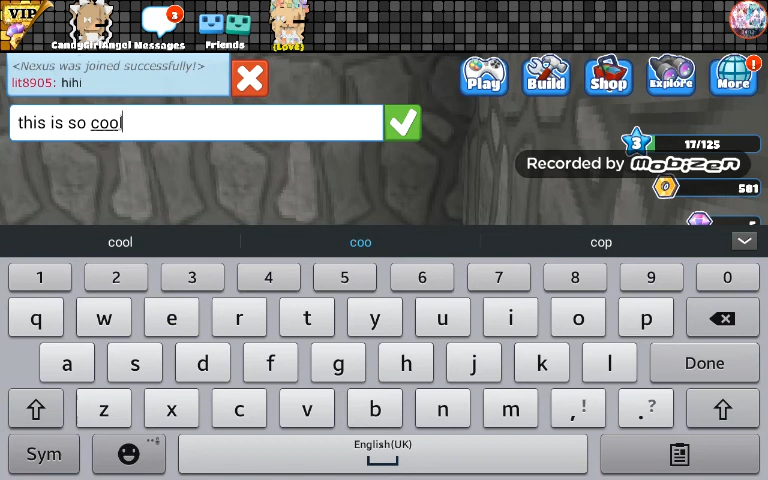 VIP
CandyGirlAngel Messages Friends (LOVE)
2
<Nexus was joined successfully!>
lit8905: hihi
Play Build Shop Explore More
!
this is so cool
3 17/125
Recorded by Mobizen
581
cool coo cop
1 2 3 4 5 6 7 8 9 0
q w e r t y u i o p
a s d f g h j k l Done
z x c v b n m ,! .?
Sym English(UK)